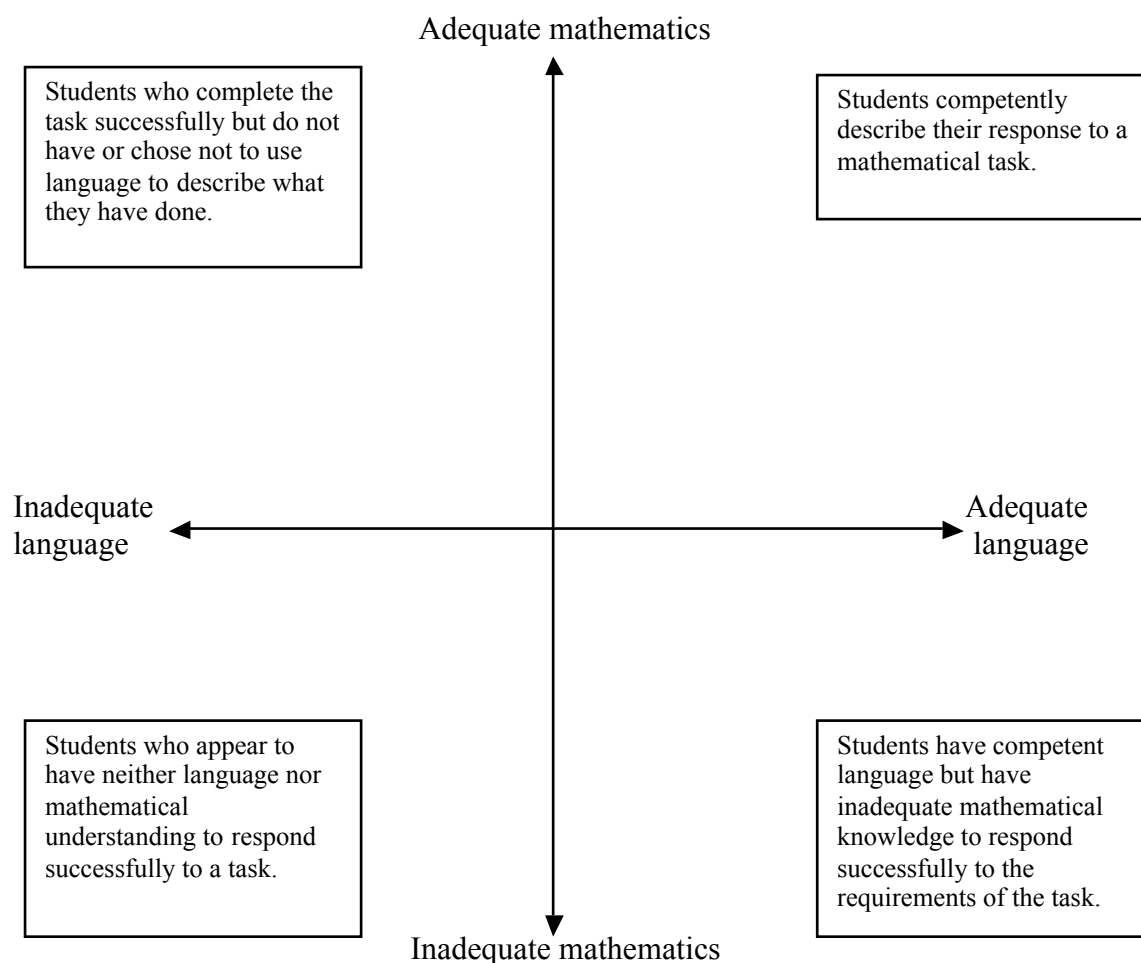 Adequate mathematics
Students who complete the
task successfully but do not
have or chose not to use
language to describe what
they have done.
Students competently
describe their response to a
mathematical task.
Inadequate
language
Adequate
language
Students who appear to
have neither language nor
mathematical
understanding to respond
successfully to a task.
Students have competent
language but have
inadequate mathematical
knowledge to respond
successfully to the
requirements of the task.
Inadequate mathematics